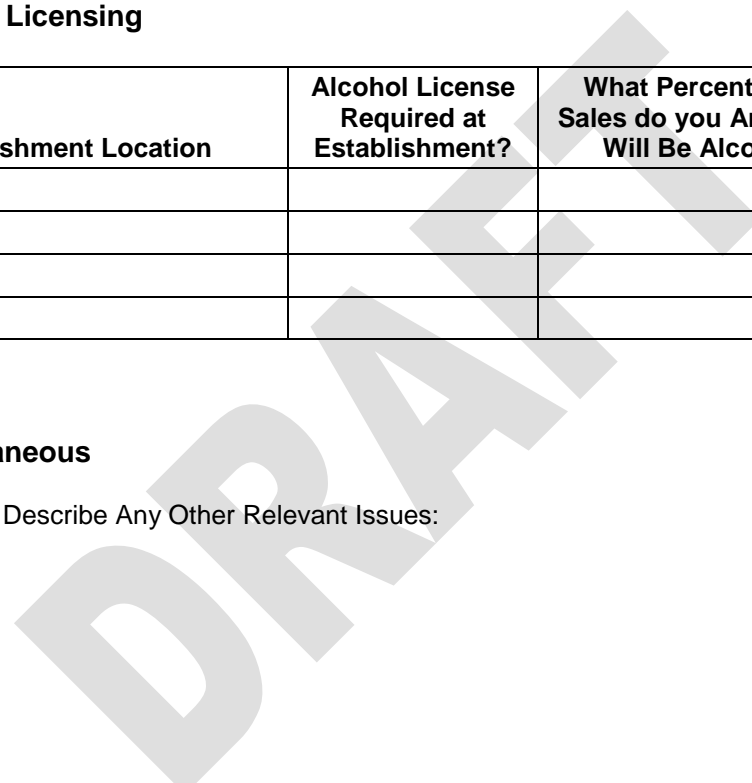 Licensing
shment Location
Alcohol License
Required at
Establishment?
What Percent
Sales do you An
Will Be Alco
aneous
Describe Any Other Relevant Issues:
DRAFT